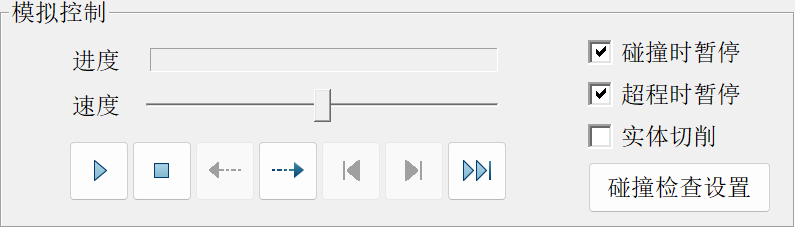 模拟控制
进度
速度
碰撞时暂停
超程时暂停
实体切削
碰撞检查设置